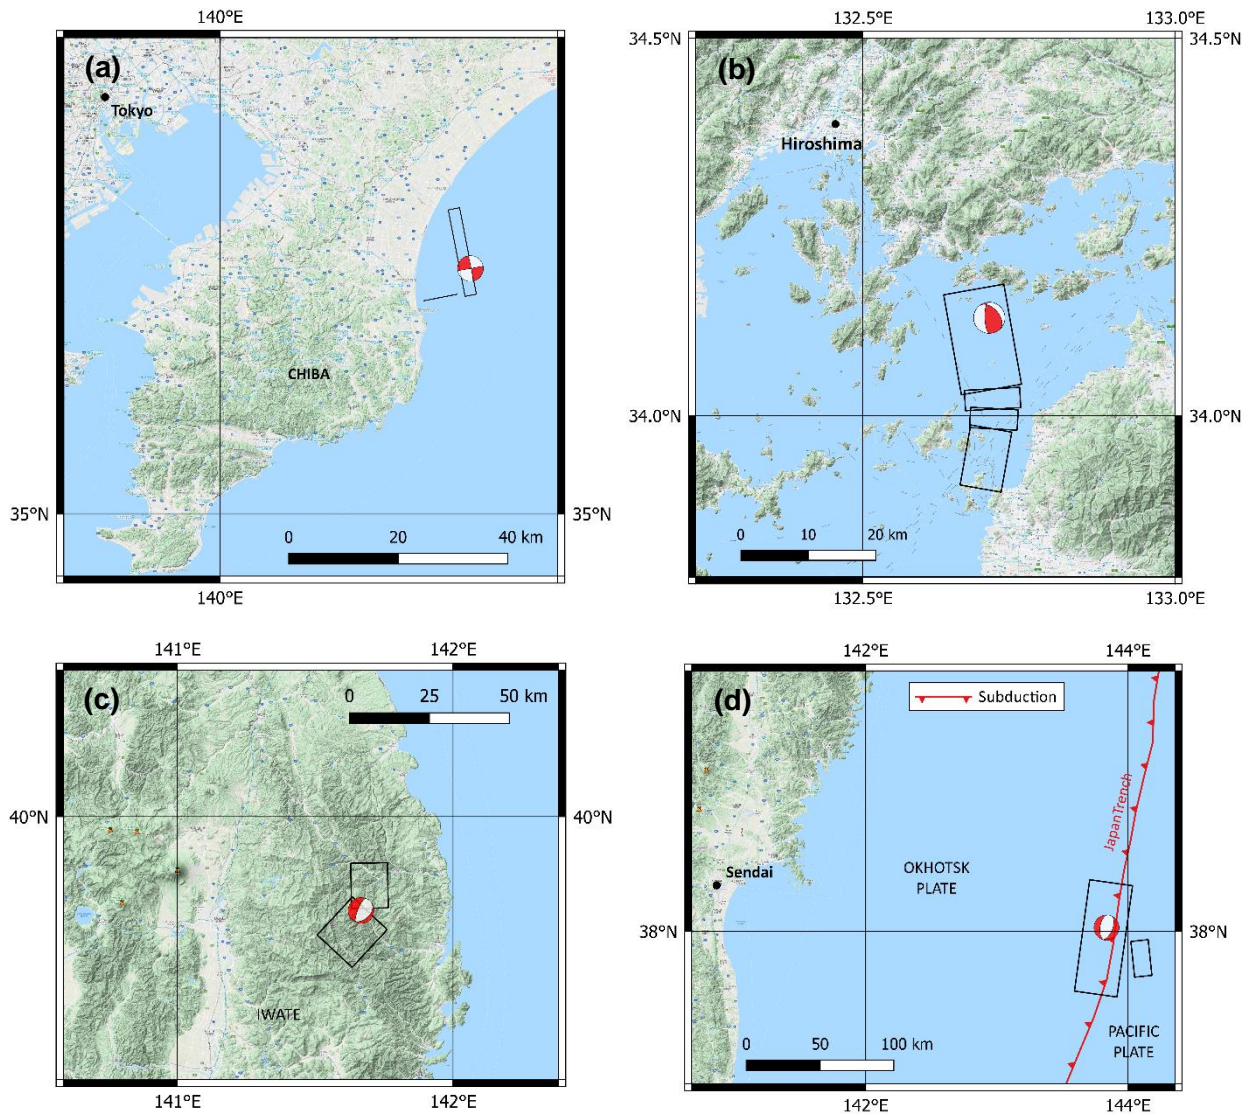 140°E
(a)
Tokyo
CHIBA
35°N
0 20 40 km
140°E
132.5°E 133.0°E
34.5°N 34.5°N
(b)
Hiroshima
34.0°N 34.0°N
0 10 20 km
132.5°E 133.0°E
141°E 142°E
(c)
0 25 50 km
40°N 40°N
IWATE
141°E 142°E
142°E 144°E
(d)
Subduction
JapanTrench
Sendai
OKHOTSK
PLATE
38°N 38°N
PACIFIC
PLATE
0 50 100 km
142°E 144°E
35°N